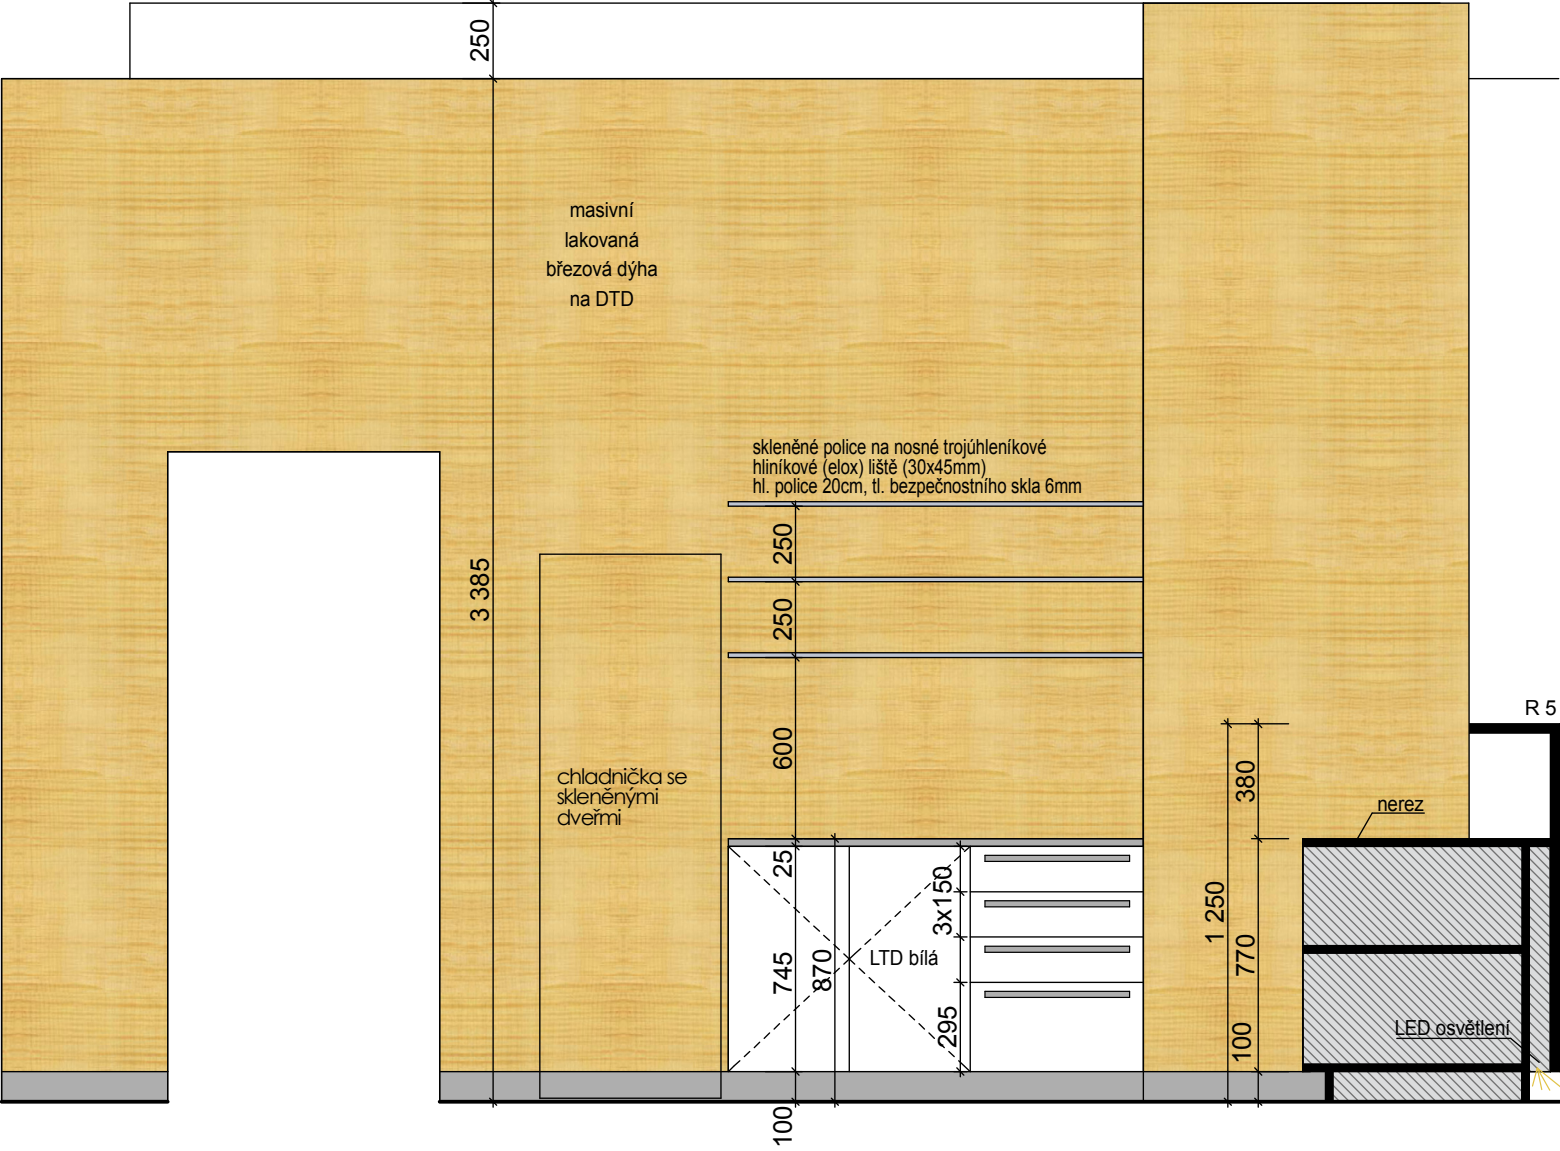 250
masivní
lakovaná
březová dýha
na DTD
skleněné police na nosné trojúhleníkové
hliníkové (elox) liště (30x45mm)
hl. police 20cm, tl. bezpečnostního skla 6mm
250
3 385
250
R 5
600
380
chladnička se
skleněnými
dveřmi
nerez
25
3x150
1 250
745
870
LTD bílá
770
295
100
LED osvětlení
100